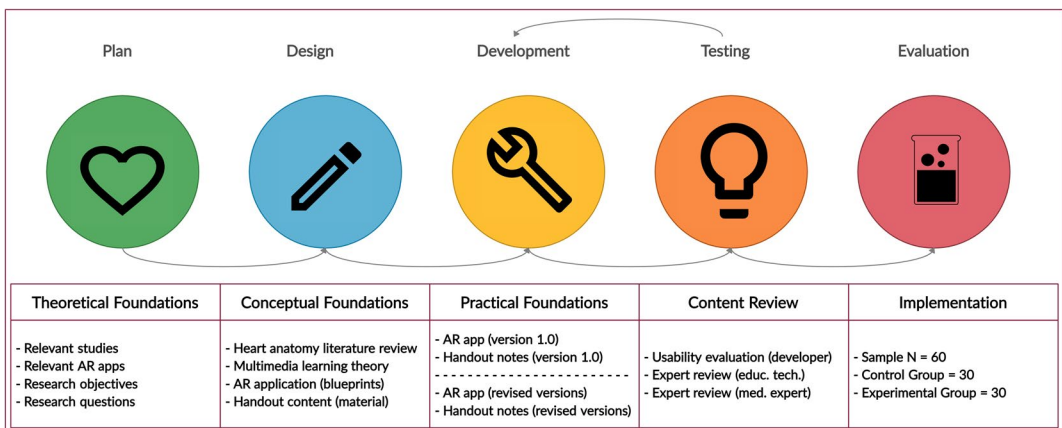 Plan
Design
Development
Testing
Evaluation
Theoretical Foundations
- Relevant studies
- Relevant AR apps
- Research objectives
- Research questions
Conceptual Foundations
- Heart anatomy literature review
- Multimedia learning theory
- AR application (blueprints)
- Handout content (material)
Practical Foundations
- AR app (version 1.0)
- Handout notes (version 1.0)
- - - - - - - - - - - - - - - - - - - - -
- AR app (revised versions)
- Handout notes (revised versions)
Content Review
- Usability evaluation (developer)
- Expert review (educ. tech.)
- Expert review (med. expert)
Implementation
- Sample N = 60
- Control Group = 30
- Experimental Group = 30